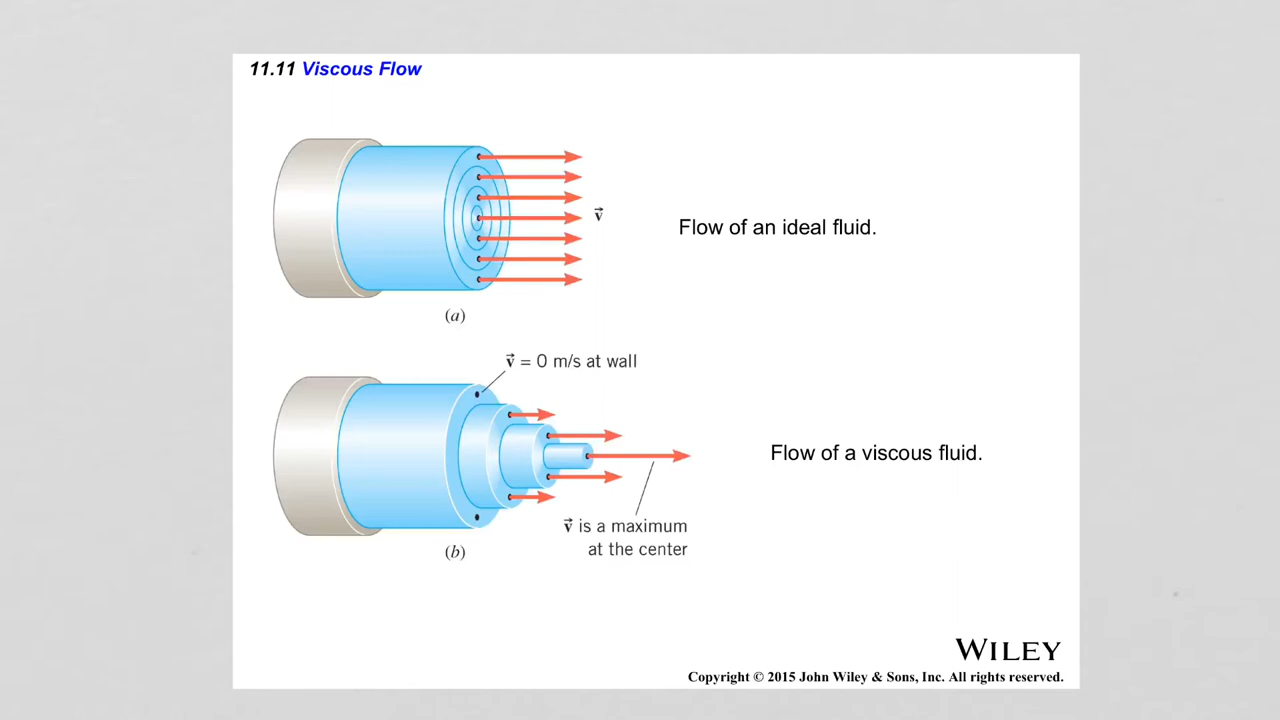 11.11 Viscous Flow
v⃗
Flow of an ideal fluid.
(a)
v⃗ = 0 m/s at wall
Flow of a viscous fluid.
v⃗ is a maximum
at the center
(b)
WILEY
Copyright © 2015 John Wiley & Sons, Inc. All rights reserved.